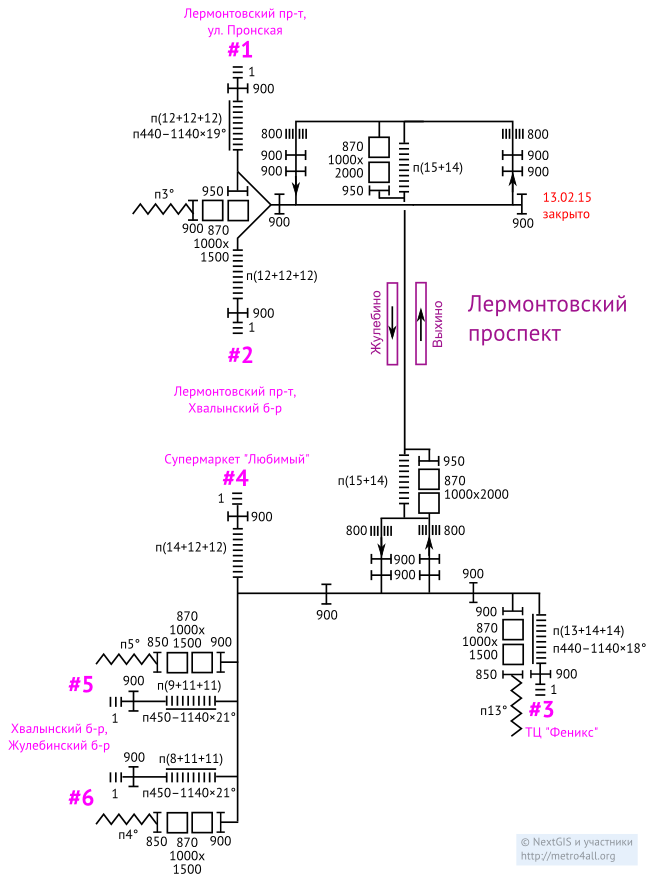 Лермонтовский пр-т,
ул. Пронская
#1
1
900
п(12+12+12)
п440–1140×19°
800
800
870
1000x
2000
900
900
п(15+14)
900
900
950
950
п3°
13.02.15
закрыто
900
870
1000x
1500
900
900
п(12+12+12)
900
1
#2
Жулебино
Выхино
Лермонтовский
проспект
Лермонтовский пр-т,
Хвалынский б-р
Супермаркет "Любимый"
#4
950
870
1000x2000
п(15+14)
1
900
800
800
п(14+12+12)
900
900
900
900
900
870
1000x
1500
п5°
850
900
870
1000x
1500
850
п(13+14+14)
п440–1140×18°
900
1
#5
900
п(9+11+11)
1
п450–1140×21°
п13°
#3
ТЦ "Феникс"
Хвалынский б-р,
Жулебинский б-р
900
п(8+11+11)
1
п450–1140×21°
#6
п4°
850
870
1000x
1500
900
© NextGIS и участники
http://metro4all.org